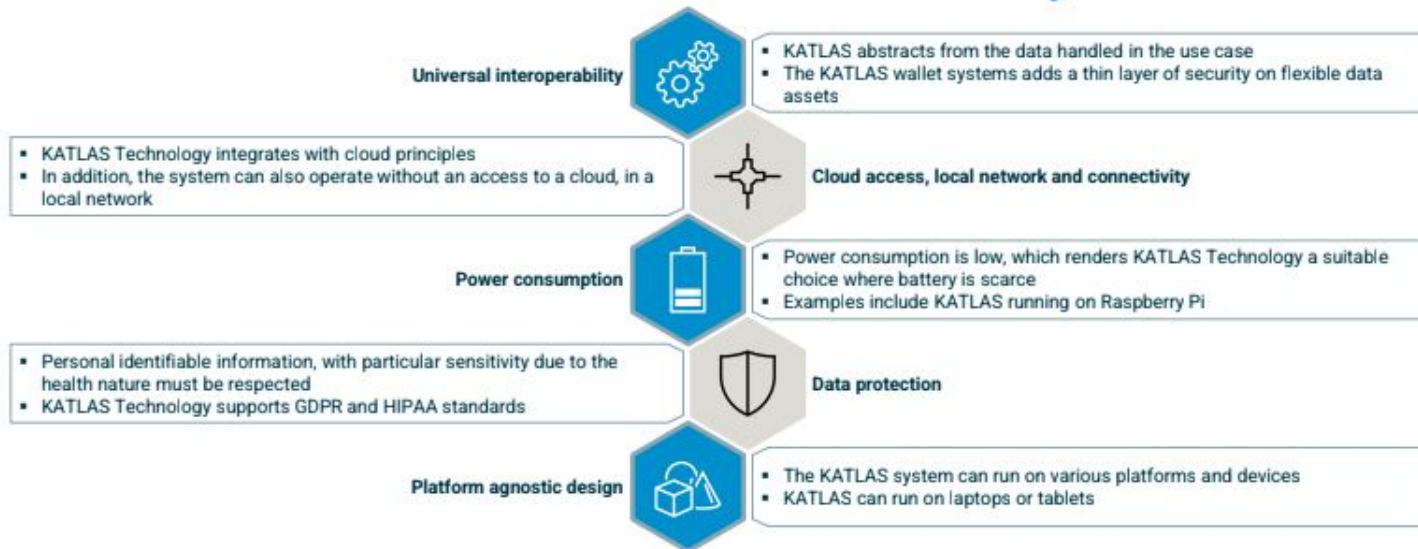 Universal interoperability
▪ KATLAS abstracts from the data handled in the use case
▪ The KATLAS wallet systems adds a thin layer of security on flexible data
assets
▪ KATLAS Technology integrates with cloud principles
▪ In addition, the system can also operate without an access to a cloud, in a
local network
Cloud access, local network and connectivity
Power consumption
▪ Power consumption is low, which renders KATLAS Technology a suitable
choice where battery is scarce
▪ Examples include KATLAS running on Raspberry Pi
▪ Personal identifiable information, with particular sensitivity due to the
health nature must be respected
▪ KATLAS Technology supports GDPR and HIPAA standards
Data protection
Platform agnostic design
▪ The KATLAS system can run on various platforms and devices
▪ KATLAS can run on laptops or tablets